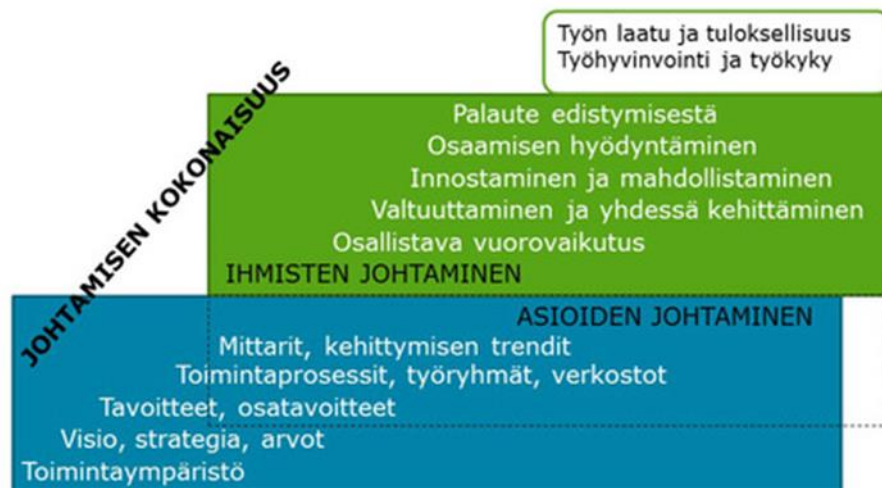 Työn laatu ja tuloksellisuus
Työhyvinvointi ja työkyky
JOHTAMISEN KOKONAISUUS
Palaute edistymisestä
Osaamisen hyödyntäminen
Innostaminen ja mahdollistaminen
Valtuuttaminen ja yhdessä kehittäminen
Osallistava vuorovaikutus
IHMISTEN JOHTAMINEN
ASIOIDEN JOHTAMINEN
Mittarit, kehittymisen trendit
Toimintaprosessit, työryhmät, verkostot
Tavoitteet, osatavoitteet
Visio, strategia, arvot
Toimintaympäristö